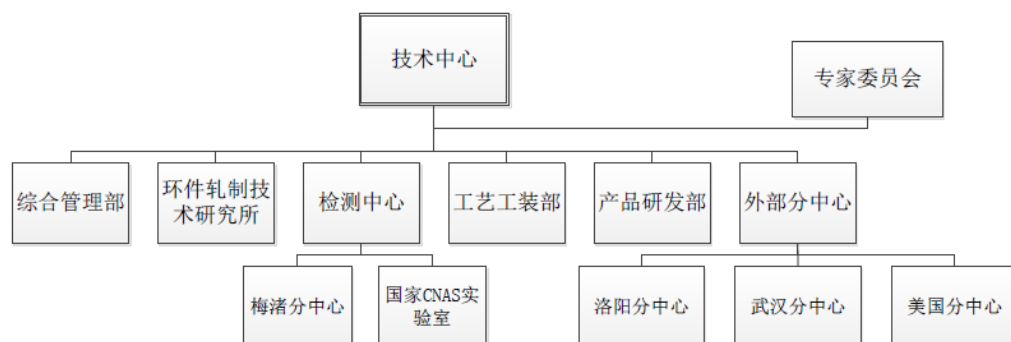 技术中心
专家委员会
综合管理部
环件轧制技
术研究所
检测中心
工艺工装部
产品研发部
外部分中心
梅渚分中心
国家CNAS实
验室
洛阳分中心
武汉分中心
美国分中心